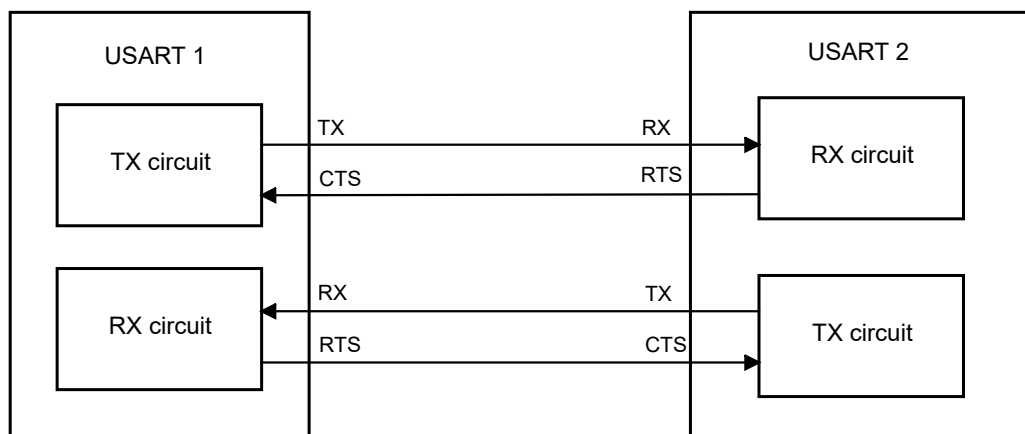 USART 1
USART 2
TX circuit
TX
RX
RX circuit
CTS
RTS
RX circuit
RX
TX
TX circuit
RTS
CTS